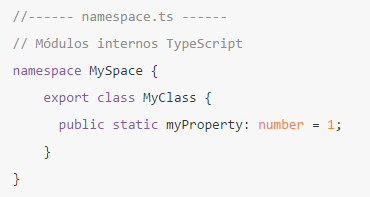 //------ namespace.ts ------
// Módulos internos TypeScript
namespace MySpace {
    export class MyClass {
      public static myProperty: number = 1;
    }
}